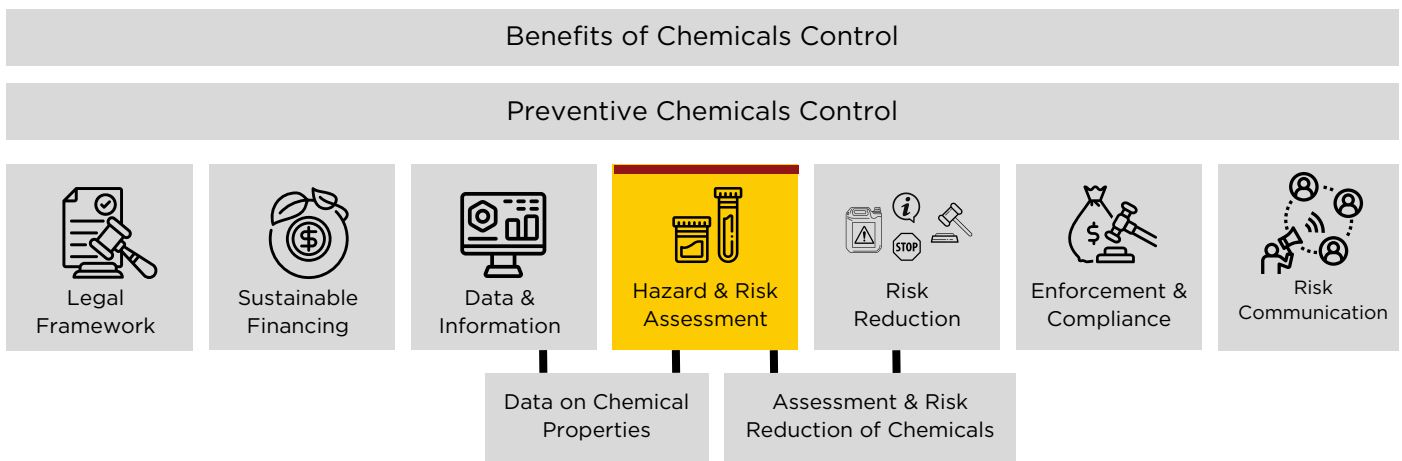 Benefits of Chemicals Control
Preventive Chemicals Control
Legal
Framework
Sustainable
Financing
$
Data &
Information
Hazard & Risk
Assessment
i
STOP
Risk
Reduction
$
Enforcement &
Compliance
Risk
Communication
Data on Chemical
Properties
Assessment & Risk
Reduction of Chemicals